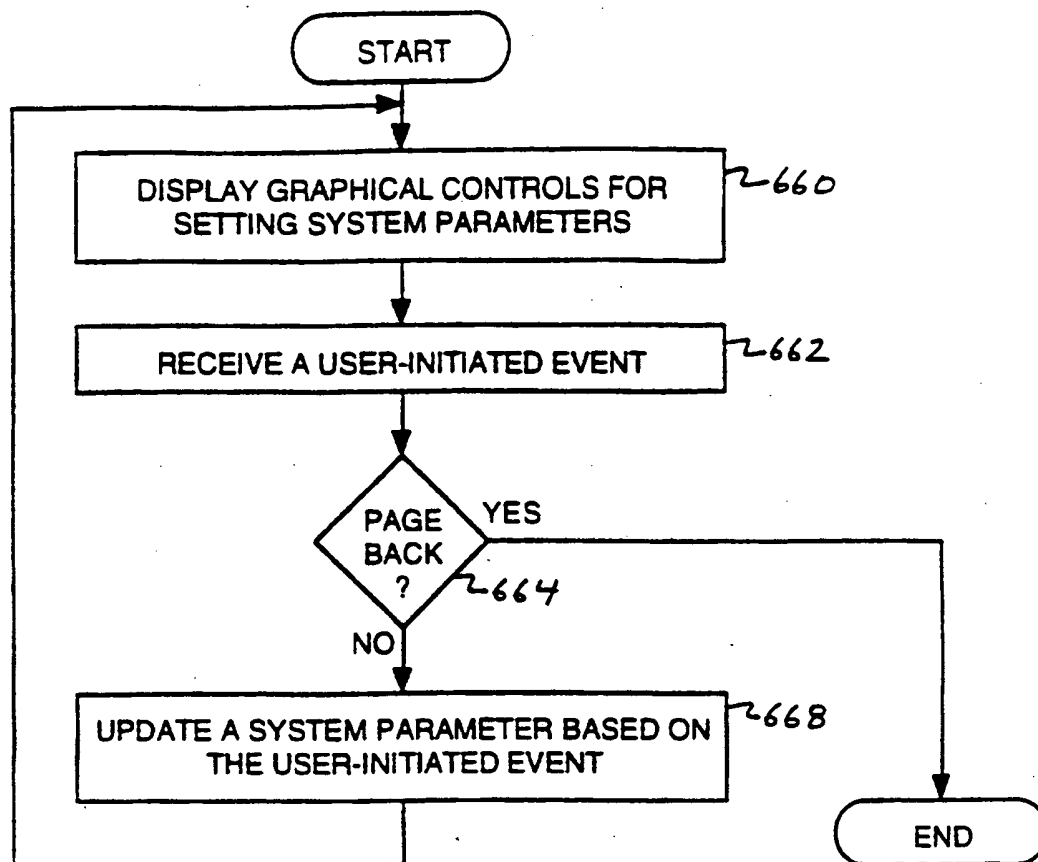 START
DISPLAY GRAPHICAL CONTROLS FOR
SETTING SYSTEM PARAMETERS
660
RECEIVE A USER-INITIATED EVENT
662
PAGE
BACK
?
YES
664
NO
UPDATE A SYSTEM PARAMETER BASED ON
THE USER-INITIATED EVENT
668
END